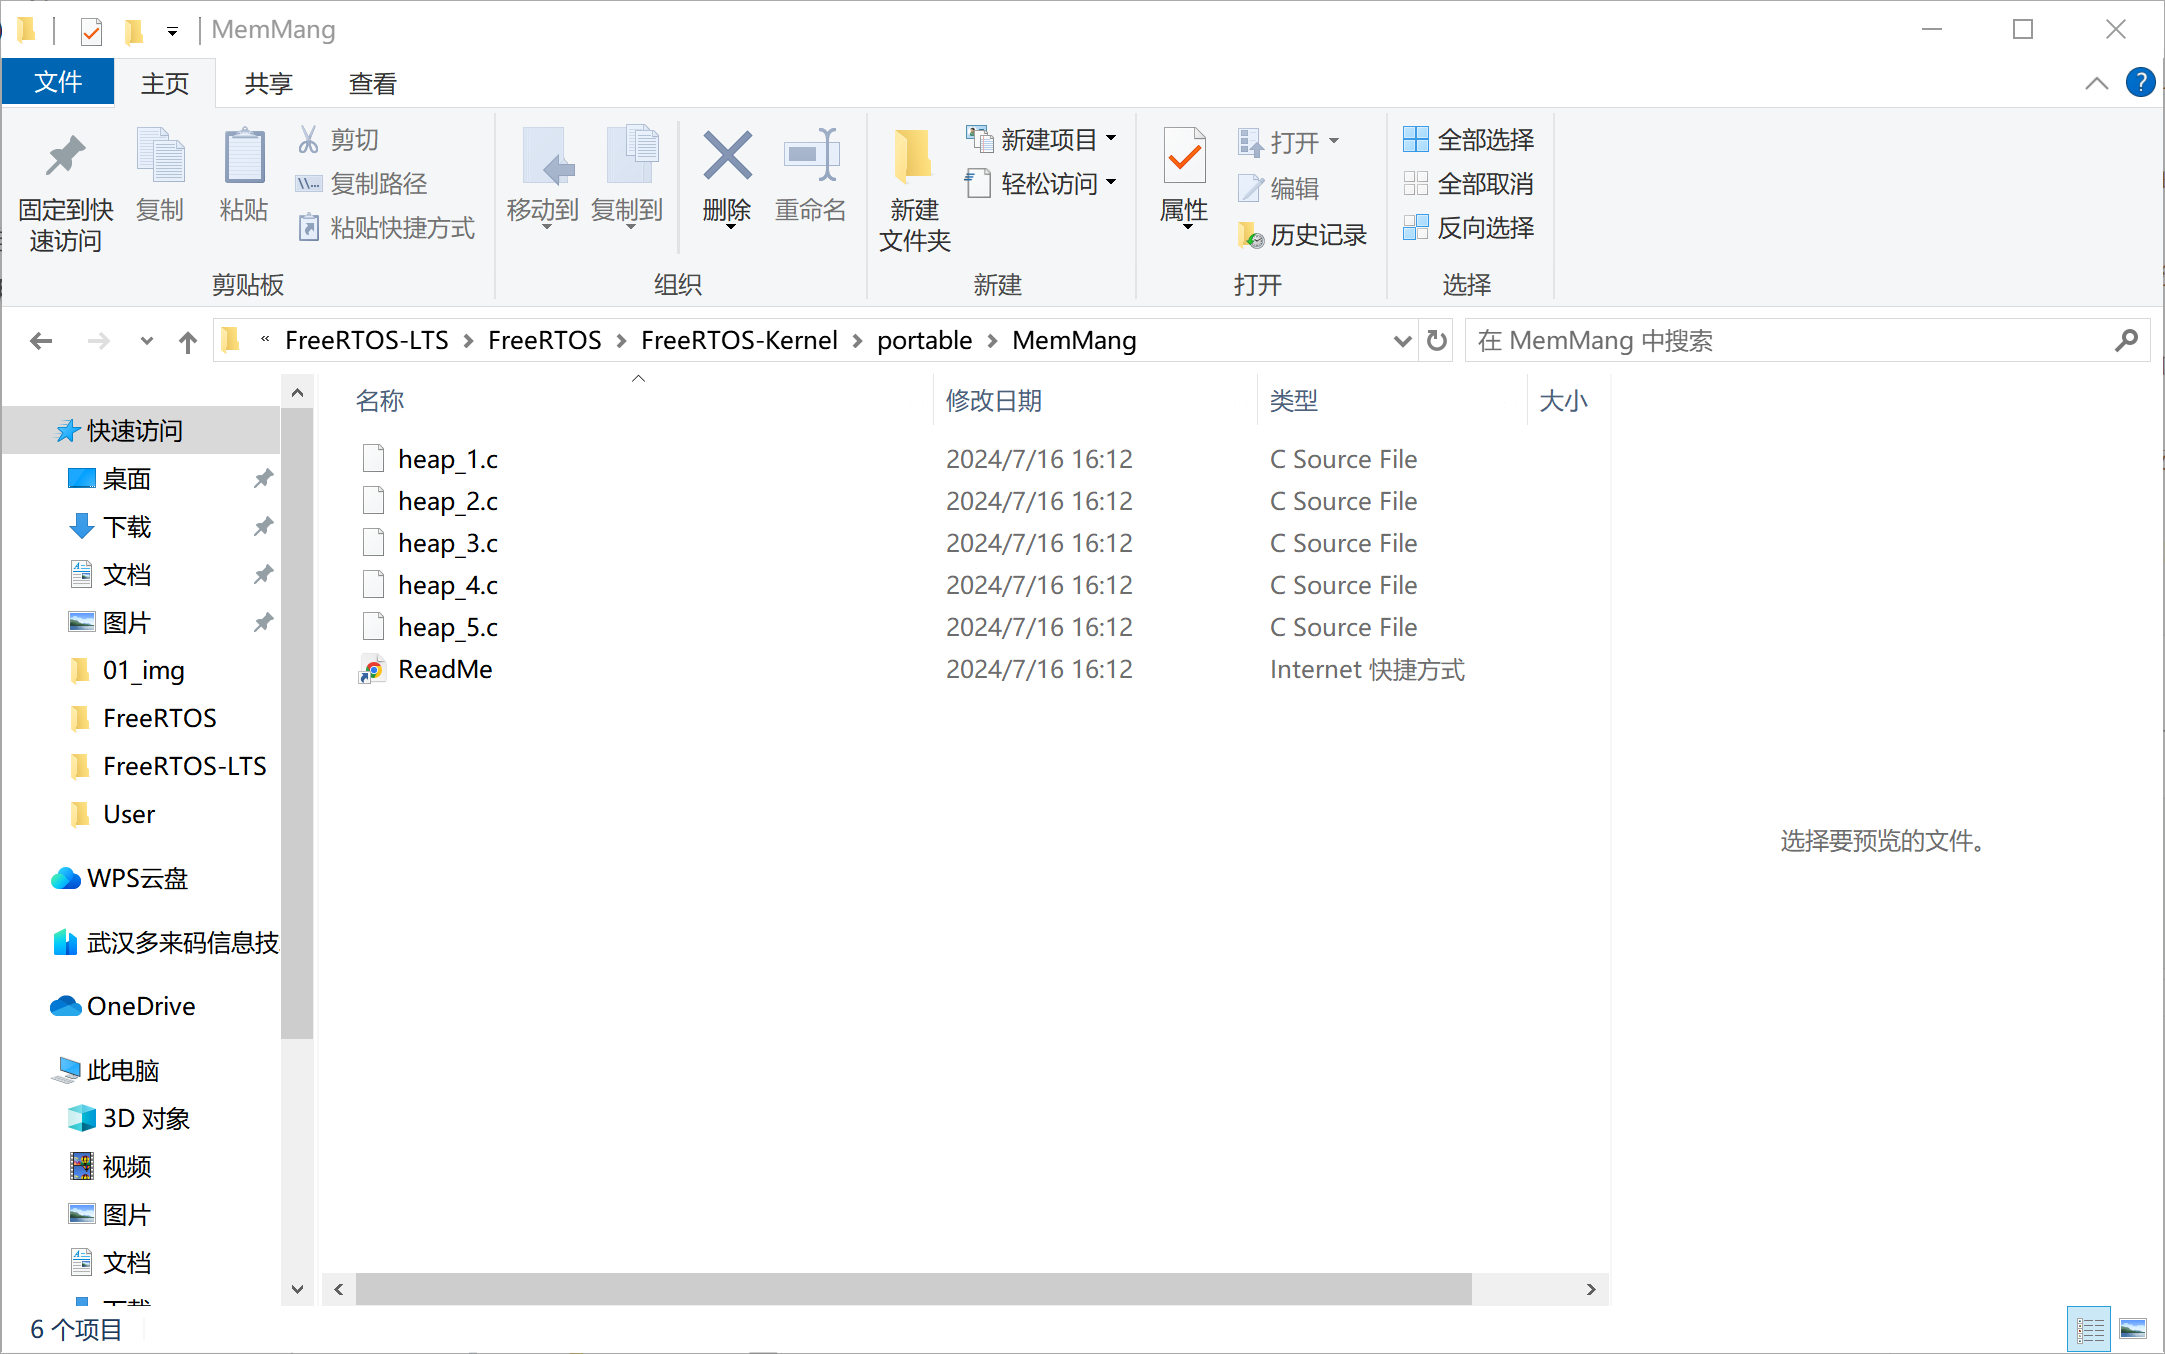 MemMang
文件 主页 共享 查看
固定到快速访问 复制 粘贴 剪切
复制路径
粘贴快捷方式
剪贴板
移动到 复制到 删除 重命名
组织
新建文件夹 新建项目
轻松访问
新建
属性 打开
编辑
历史记录
打开
全部选择
全部取消
反向选择
选择
« FreeRTOS-LTS > FreeRTOS > FreeRTOS-Kernel > portable > MemMang
在 MemMang 中搜索
快速访问
桌面
下载
文档
图片
01_img
FreeRTOS
FreeRTOS-LTS
User
WPS云盘
武汉多来码信息技
OneDrive
此电脑
3D 对象
视频
图片
文档
名称 修改日期 类型 大小
heap_1.c 2024/7/16 16:12 C Source File
heap_2.c 2024/7/16 16:12 C Source File
heap_3.c 2024/7/16 16:12 C Source File
heap_4.c 2024/7/16 16:12 C Source File
heap_5.c 2024/7/16 16:12 C Source File
ReadMe 2024/7/16 16:12 Internet 快捷方式
选择要预览的文件。
6 个项目